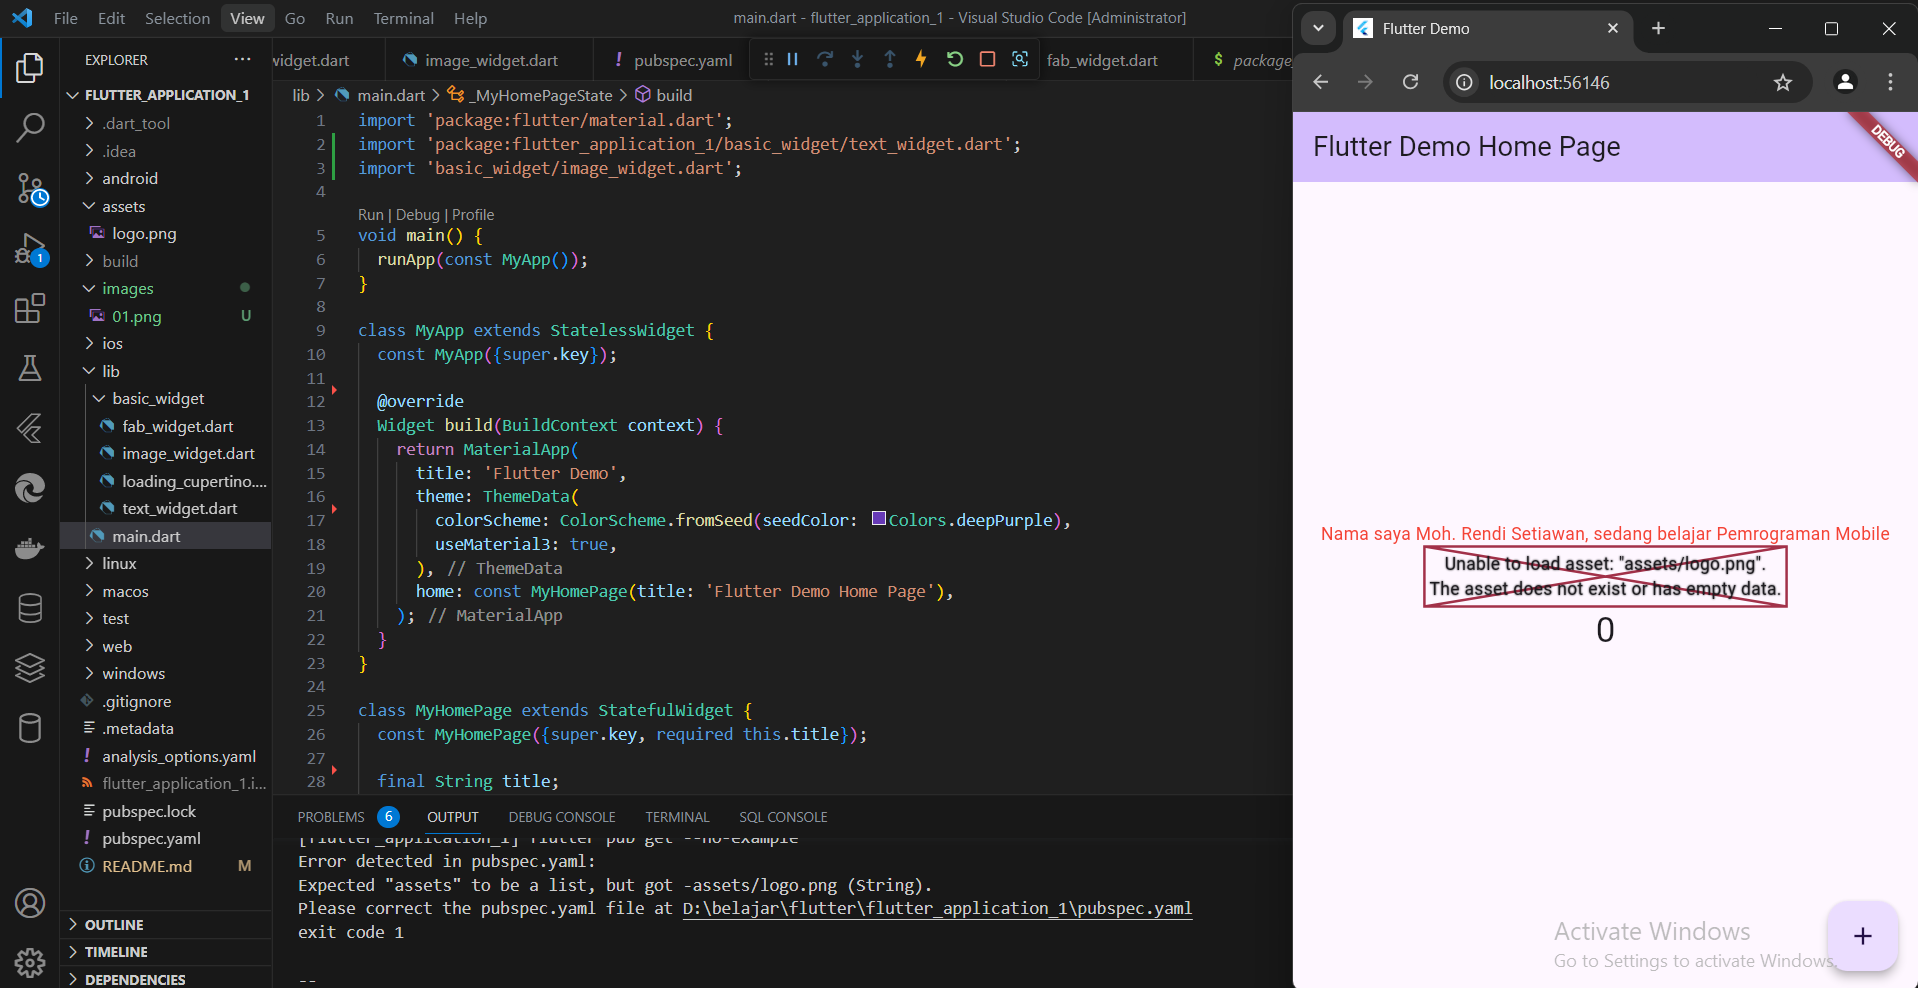 File Edit Selection View Go Run Terminal Help
main.dart - flutter_application_1 - Visual Studio Code [Administrator]
EXPLORER ...
FLUTTER_APPLICATION_1
.dart_tool
.idea
android
assets
logo.png
build
images
01.png U
ios
lib
basic_widget
fab_widget.dart
image_widget.dart
loading_cupertino....
text_widget.dart
main.dart
linux
macos
test
web
windows
.gitignore
.metadata
! analysis_options.yaml
flutter_application_1.i...
pubspec.lock
! pubspec.yaml
README.md M
OUTLINE
TIMELINE
DEPENDENCIES
1
widget.dart
image_widget.dart
! pubspec.yaml
fab_widget.dart
$ package
lib > main.dart > _MyHomePageState > build
1 import 'package:flutter/material.dart';
2 import 'package:flutter_application_1/basic_widget/text_widget.dart';
3 import 'basic_widget/image_widget.dart';
4
Run | Debug | Profile
5 void main() {
6 runApp(const MyApp());
7 }
8
9 class MyApp extends StatelessWidget {
10 const MyApp({super.key});
11
12 @override
13 Widget build(BuildContext context) {
14 return MaterialApp(
15 title: 'Flutter Demo',
16 theme: ThemeData(
17 colorScheme: ColorScheme.fromSeed(seedColor: Colors.deepPurple),
18 useMaterial3: true,
19 ), // ThemeData
20 home: const MyHomePage(title: 'Flutter Demo Home Page'),
21 ); // MaterialApp
22 }
23 }
24
25 class MyHomePage extends StatefulWidget {
26 const MyHomePage({super.key, required this.title});
27
28 final String title;
PROBLEMS 6 OUTPUT DEBUG CONSOLE TERMINAL SQL CONSOLE
[flutter_application_1] flutter pub get --no-example
Error detected in pubspec.yaml:
Expected "assets" to be a list, but got -assets/logo.png (String).
Please correct the pubspec.yaml file at D:\belajar\flutter\flutter_application_1\pubspec.yaml
exit code 1
--
Flutter Demo
localhost:56146
Flutter Demo Home Page
DEBUG
Nama saya Moh. Rendi Setiawan, sedang belajar Pemrograman Mobile
Unable to load asset: "assets/logo.png".
The asset does not exist or has empty data.
0
Activate Windows
Go to Settings to activate Windows.
+